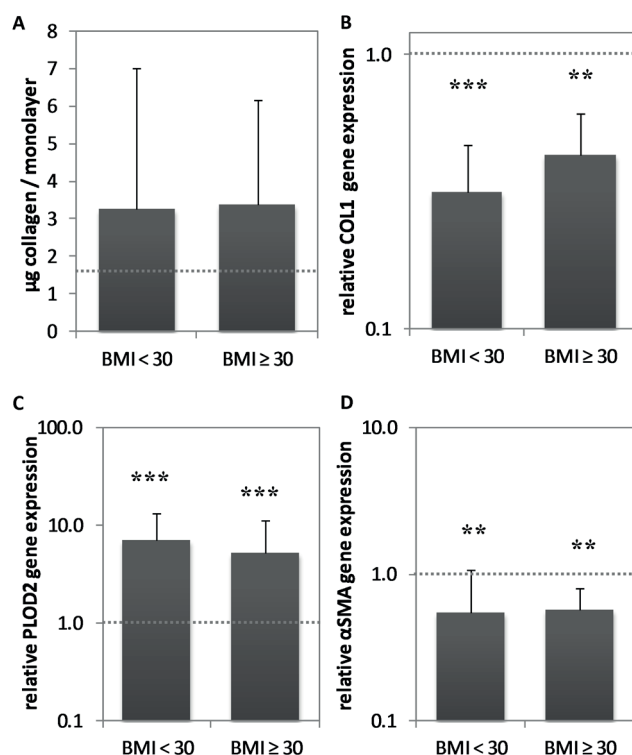 A
µg collagen / monolayer
8
7
6
5
4
3
2
1
0
BMI < 30
BMI ≥ 30
B
relative COL1 gene expression
1.0
0.1
***
**
BMI < 30
BMI ≥ 30
C
relative PLOD2 gene expression
100.0
10.0
1.0
0.1
***
***
BMI < 30
BMI ≥ 30
D
relative αSMA gene expression
10.0
1.0
0.1
**
**
BMI < 30
BMI ≥ 30